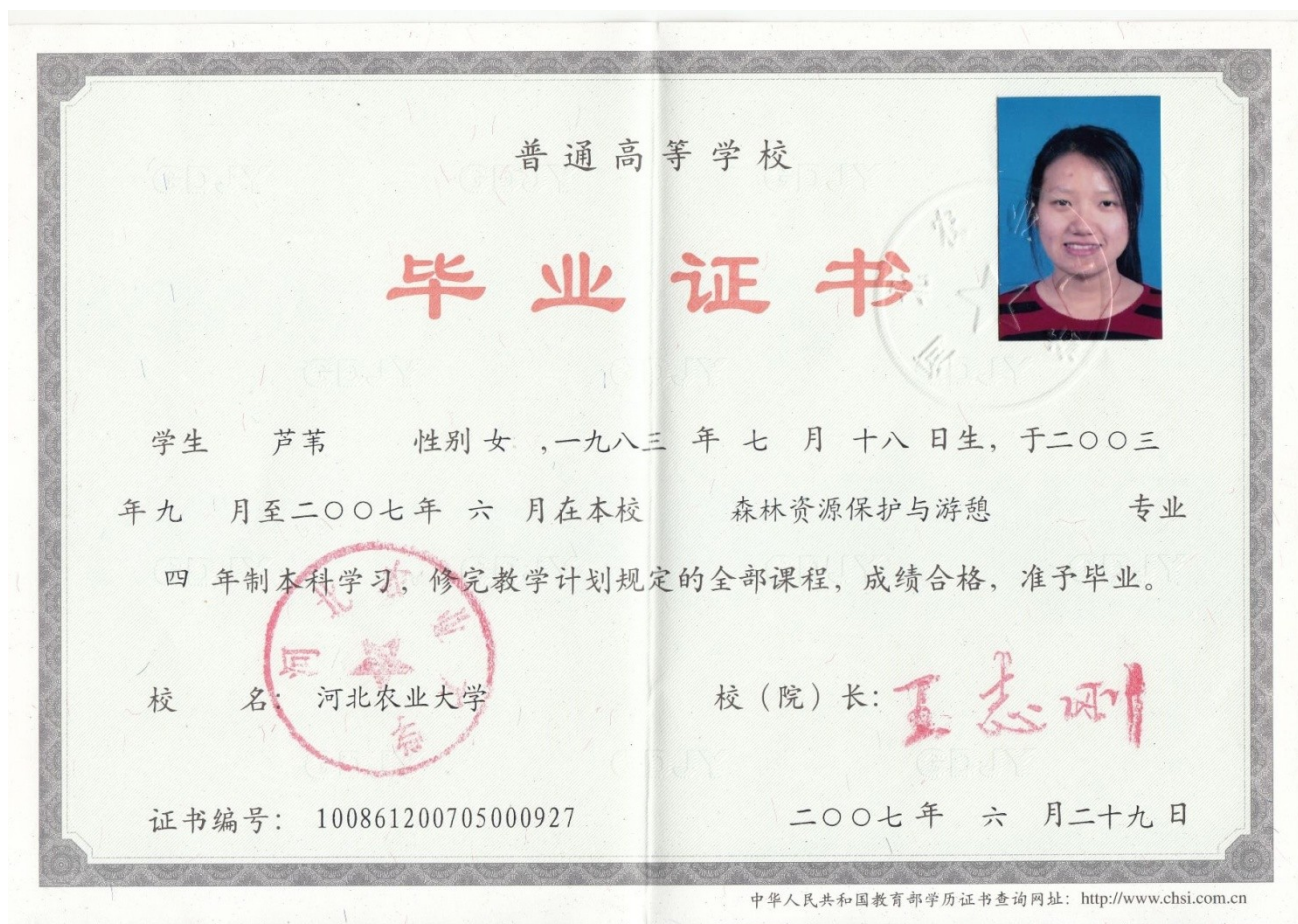 普通高等学校
毕业证书
学生 芦苇 性别 女 ,一九八三 年 七 月 十八 日生，于二〇〇三
年九 月至二〇〇七年 六 月在本校 森林资源保护与游憩 专业
四 年制本科学习，修完教学计划规定的全部课程，成绩合格，准予毕业。
校 名： 河北农业大学
校（院）长： 王志刚
证书编号： 100861200705000927
二〇〇七年 六 月二十九日
中华人民共和国教育部学历证书查询网址：http://www.chsi.com.cn